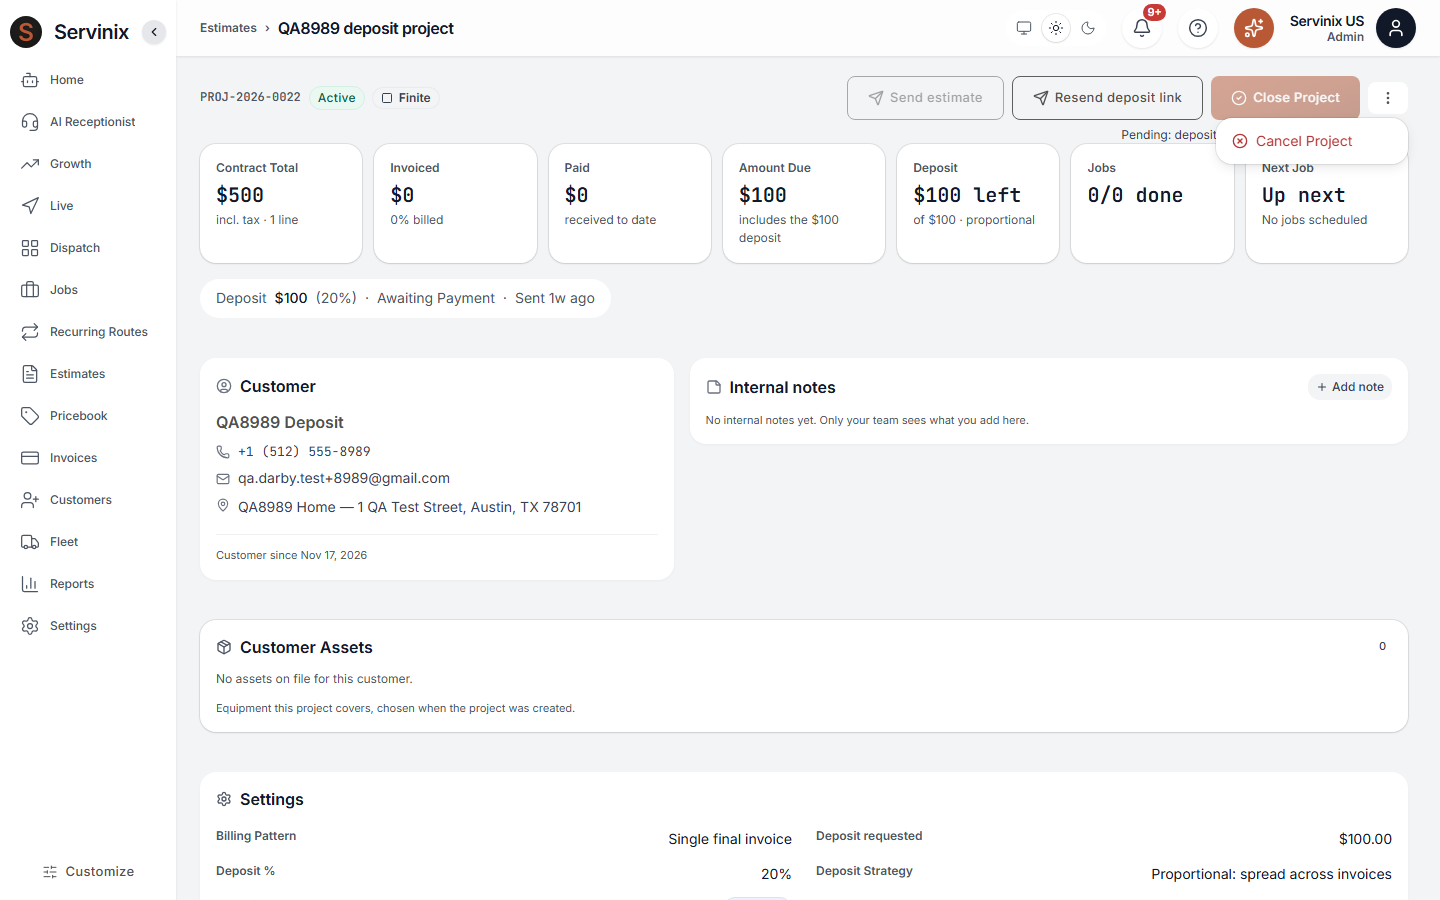 S Servinix
Home
AI Receptionist
Growth
Live
Dispatch
Jobs
Recurring Routes
Estimates
Pricebook
Invoices
Customers
Fleet
Reports
Settings
Customize
Estimates › QA8989 deposit project
9+
Servinix US
Admin
PROJ-2026-0022 Active Finite
Send estimate Resend deposit link Close Project
Pending: deposit
Cancel Project
Contract Total
$500
incl. tax · 1 line
Invoiced
$0
0% billed
Paid
$0
received to date
Amount Due
$100
includes the $100
deposit
Deposit
$100 left
of $100 · proportional
Jobs
0/0 done
Next Job
Up next
No jobs scheduled
Deposit $100 (20%) · Awaiting Payment · Sent 1w ago
Customer
QA8989 Deposit
+1 (512) 555-8989
qa.darby.test+8989@gmail.com
QA8989 Home — 1 QA Test Street, Austin, TX 78701
Customer since Nov 17, 2026
Internal notes
+ Add note
No internal notes yet. Only your team sees what you add here.
Customer Assets 0
No assets on file for this customer.
Equipment this project covers, chosen when the project was created.
Settings
Billing Pattern Single final invoice
Deposit requested $100.00
Deposit % 20%
Deposit Strategy Proportional: spread across invoices